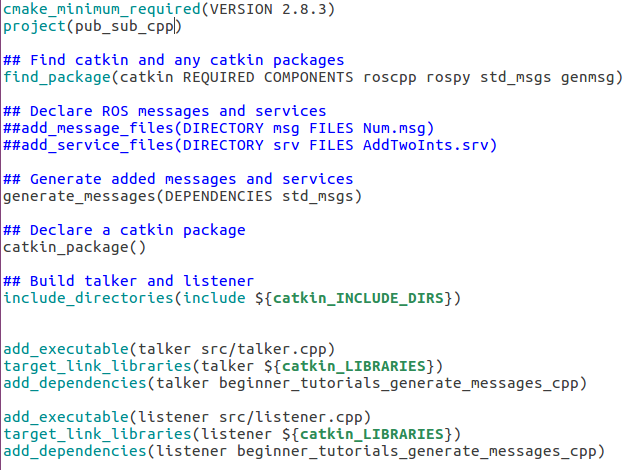 cmake_minimum_required(VERSION 2.8.3)
project(pub_sub_cpp)
## Find catkin and any catkin packages
find_package(catkin REQUIRED COMPONENTS roscpp rospy std_msgs genmsg)
## Declare ROS messages and services
##add_message_files(DIRECTORY msg FILES Num.msg)
##add_service_files(DIRECTORY srv FILES AddTwoInts.srv)
## Generate added messages and services
generate_messages(DEPENDENCIES std_msgs)
## Declare a catkin package
catkin_package()
## Build talker and listener
include_directories(include ${catkin_INCLUDE_DIRS})
add_executable(talker src/talker.cpp)
target_link_libraries(talker ${catkin_LIBRARIES})
add_dependencies(talker beginner_tutorials_generate_messages_cpp)
add_executable(listener src/listener.cpp)
target_link_libraries(listener ${catkin_LIBRARIES})
add_dependencies(listener beginner_tutorials_generate_messages_cpp)